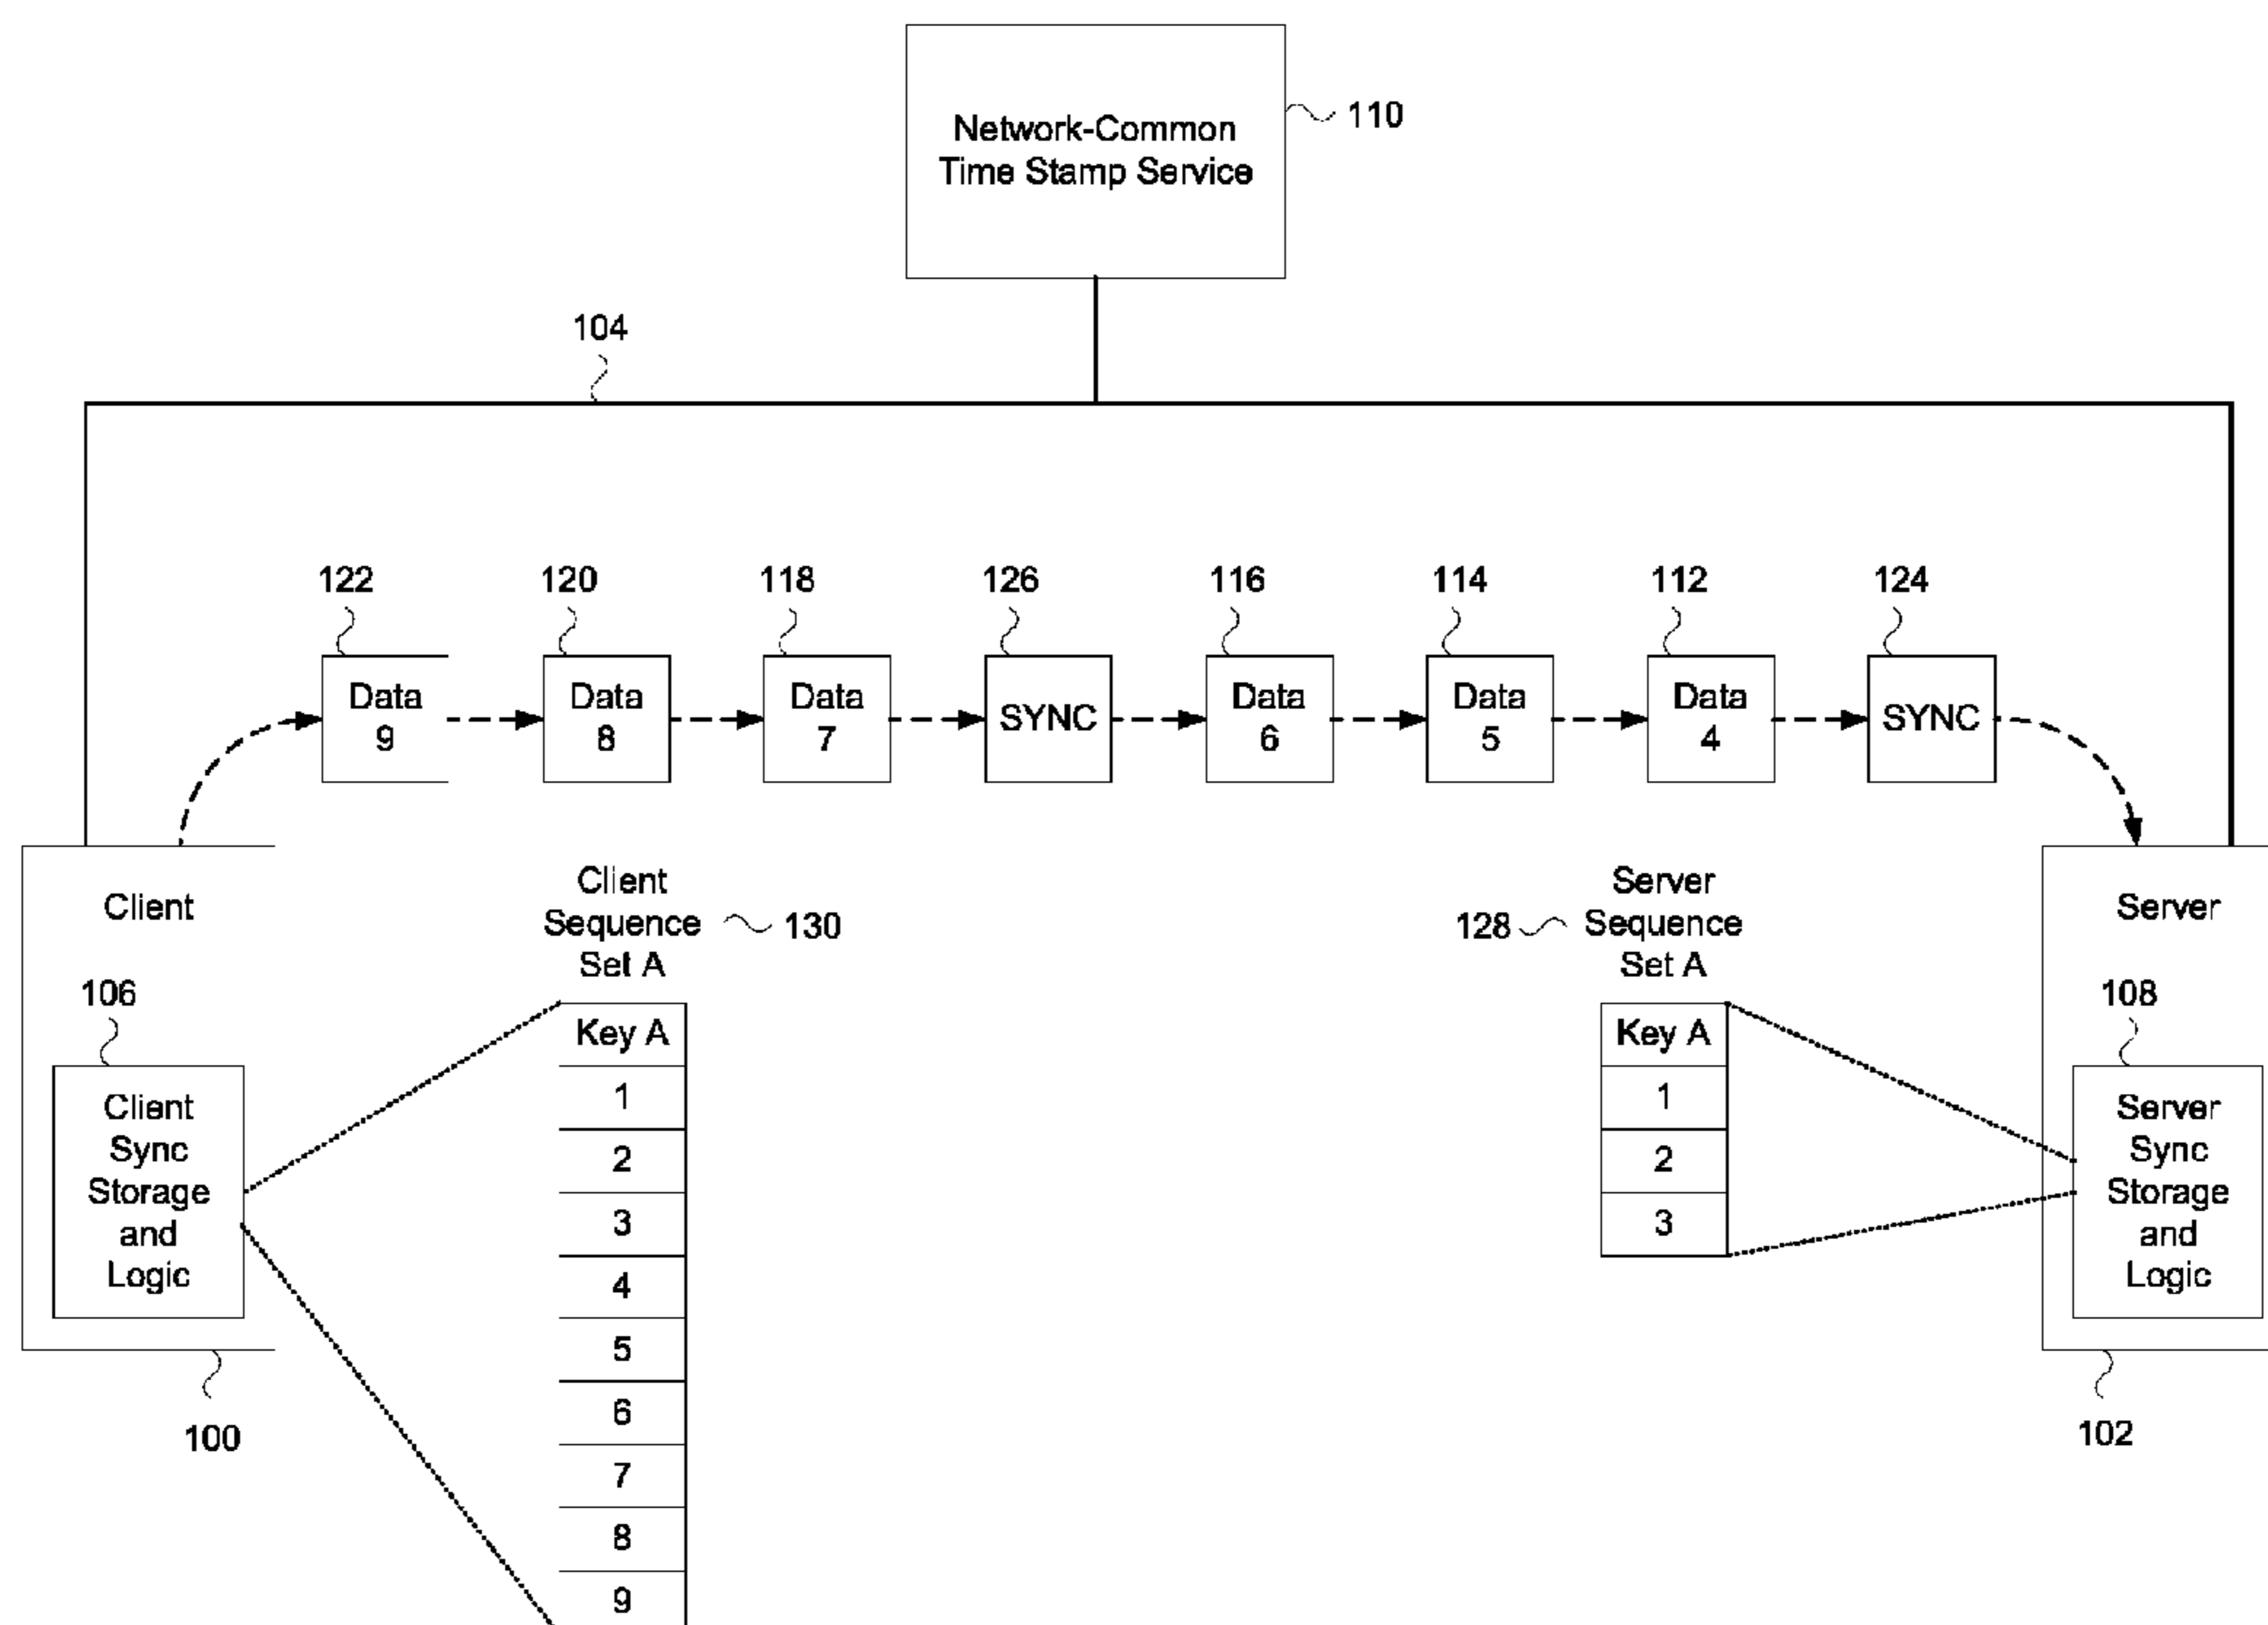 Network-Common
Time Stamp Service
110
104
122
120
118
126
116
114
112
124
Data
9
Data
8
Data
7
SYNC
Data
6
Data
5
Data
4
SYNC
Client
106
Client
Sync
Storage
and
Logic
100
Client
Sequence
Set A
130
Key A
1
2
3
4
5
6
7
8
9
Server
Sequence
Set A
128
Key A
1
2
3
Server
108
Server
Sync
Storage
and
Logic
102